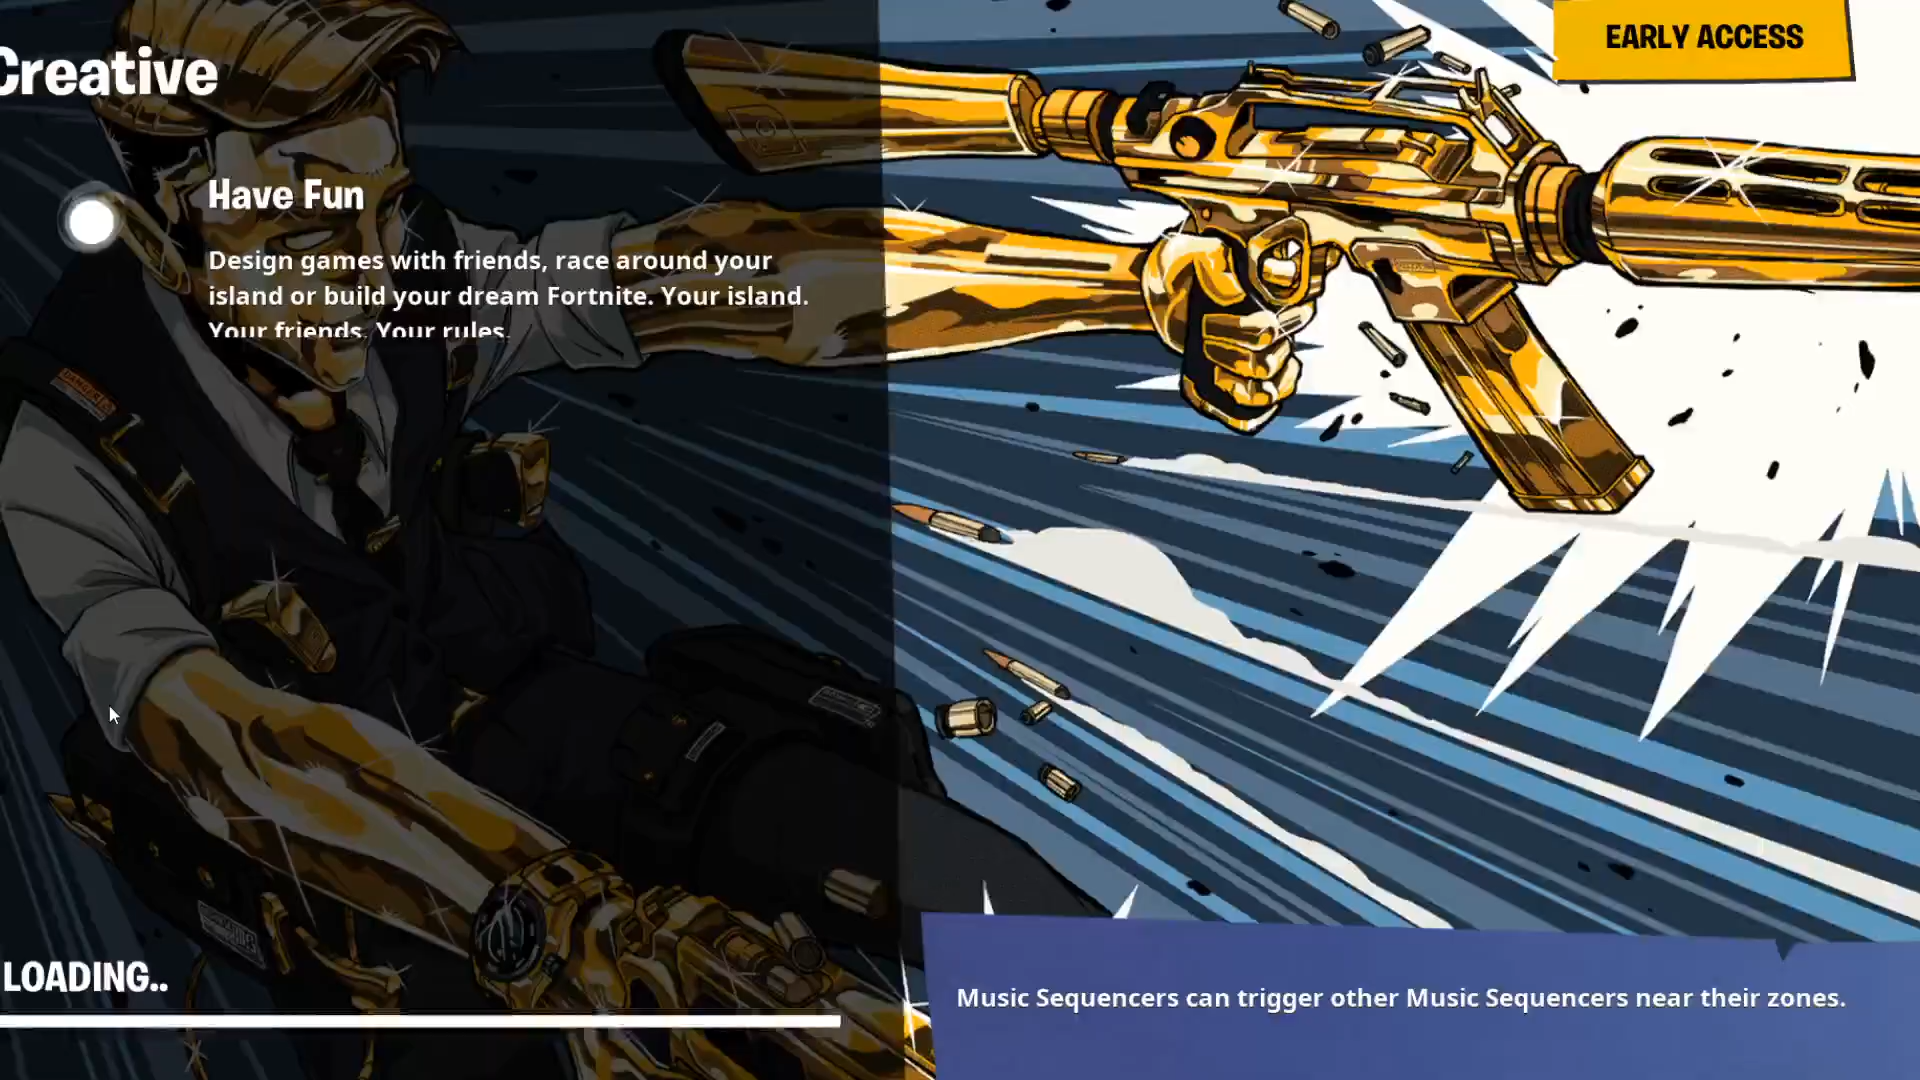 Creative
EARLY ACCESS
Have Fun
Design games with friends, race around your
island or build your dream Fortnite. Your island.
Your friends. Your rules.
LOADING..
Music Sequencers can trigger other Music Sequencers near their zones.